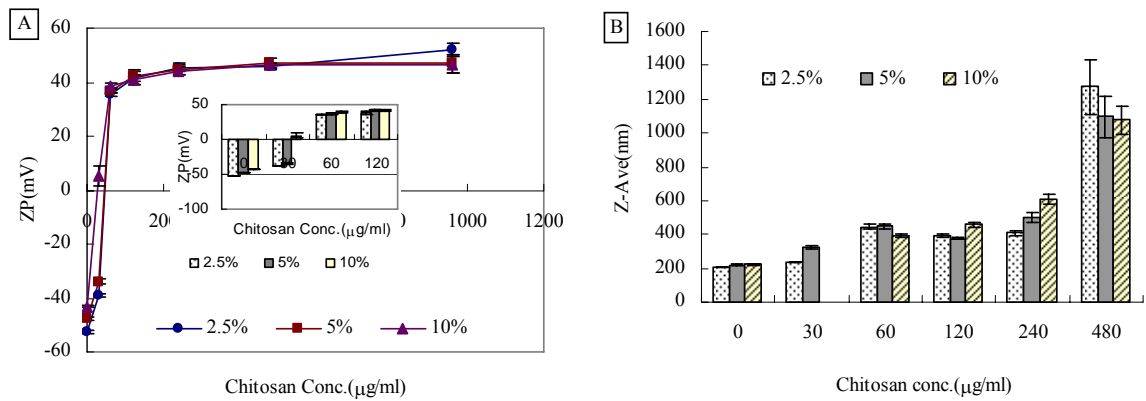 A
60
40
20
0
-20
-40
-60
ZP(mV)
0
1000
1200
50
0
-50
-100
ZP(mV)
0
60
120
Chitosan Conc.(μg/ml)
2.5% 5% 10%
2.5% 5% 10%
Chitosan Conc.(μg/ml)
B
1600
1400
1200
1000
800
600
400
200
0
Z-Ave(nm)
2.5% 5% 10%
0 30 60 120 240 480
Chitosan conc.(μg/ml)